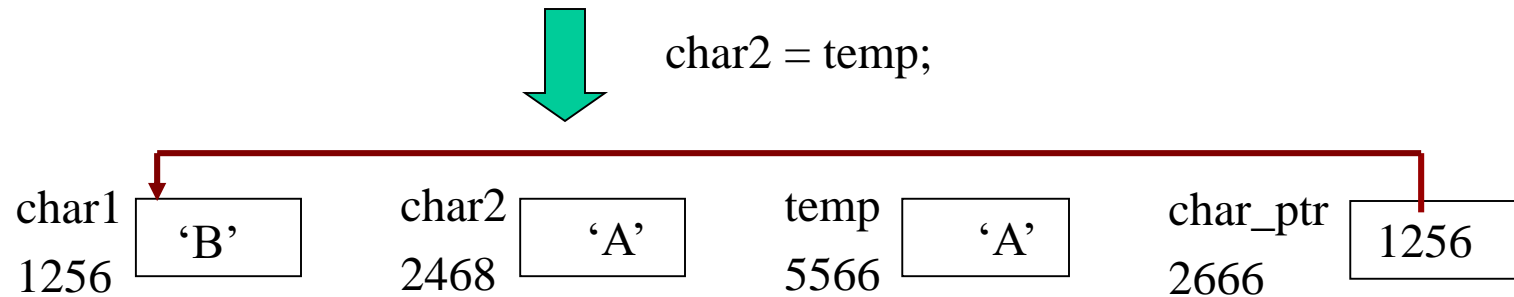 char2 = temp;
char1 ‘B’ char2 ‘A’ temp ‘A’ char_ptr 1256
1256 2468 5566 2666